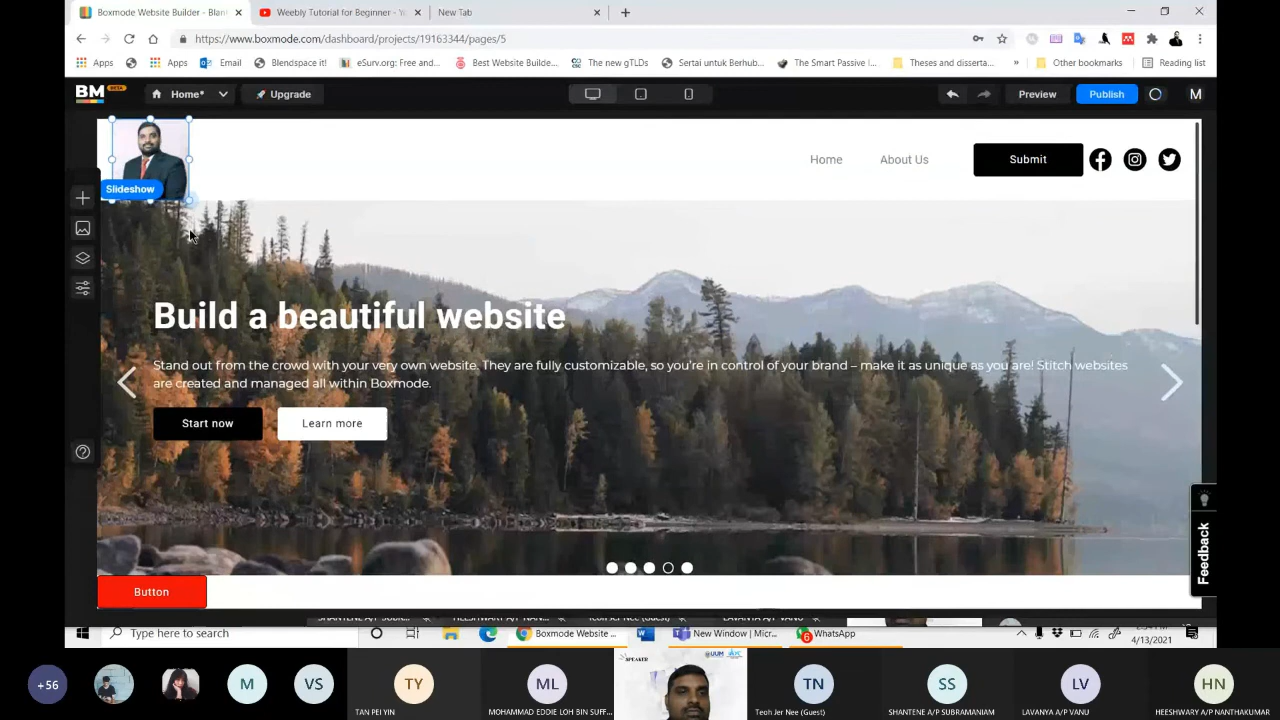 Boxmode Website Builder - Blan
Weebly Tutorial for Beginner - Yo
New Tab
https://www.boxmode.com/dashboard/projects/19163344/pages/5
Apps
Apps
Email
Blendspace it!
eSurv.org: Free and...
Best Website Builde...
The new gTLDs
Sertai untuk Berhub...
The Smart Passive I...
Theses and disserta...
»
Other bookmarks
Reading list
BM BETA
Home*
Upgrade
Preview
Publish
M
Slideshow
Home
About Us
Submit
Build a beautiful website
Stand out from the crowd with your very own website. They are fully customizable, so you're in control of your brand – make it as unique as you are! Stitch websites
are created and managed all within Boxmode.
Start now
Learn more
Feedback
Button
Type here to search
Boxmode Website ...
New Window | Micr...
6
WhatsApp
4/13/2021
+56
M
VS
TY
TAN PEI YIN
ML
MOHAMMAD EDDIE LOH BIN SUFF...
SPEAKER
UUM
TN
Teoh Jer Nee (Guest)
SS
SHANTENE A/P SUBRAMANIAM
LV
LAVANYA A/P VANU
HN
HEESHWARY A/P NANTHAKUMAR